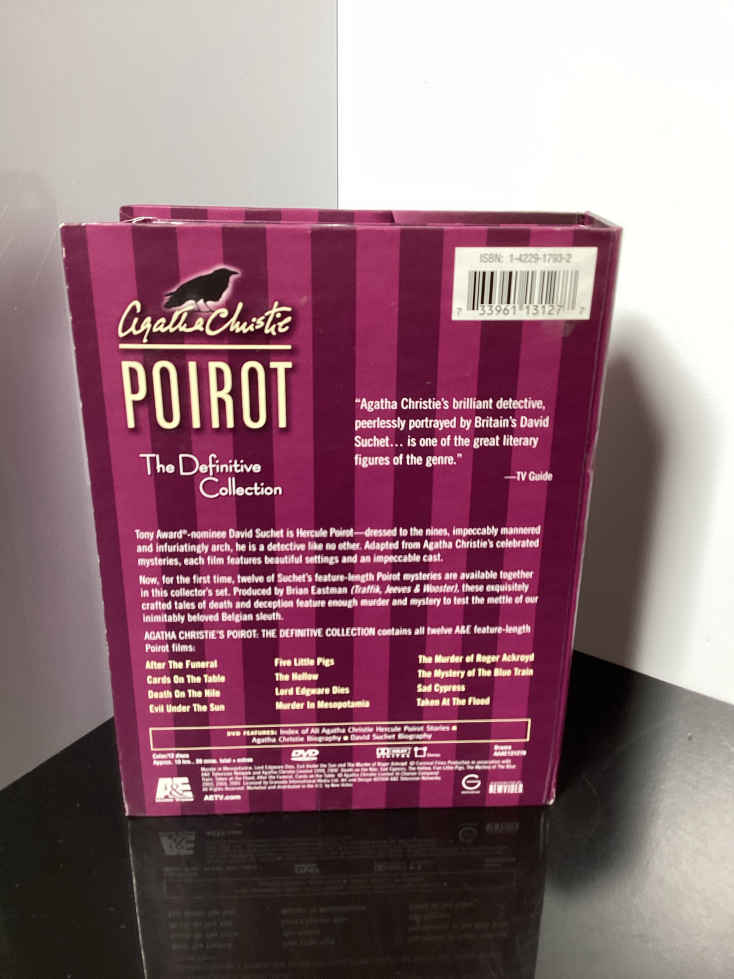 ISBN: 1-4229-1793-2
7 33961 13127 7
Agatha Christie
POIROT
The Definitive
Collection
"Agatha Christie's brilliant detective,
peerlessly portrayed by Britain's David
Suchet... is one of the great literary
figures of the genre."
—TV Guide
Tony Award®-nominee David Suchet is Hercule Poirot—dressed to the nines, impeccably mannered
and infuriatingly arch, he is a detective like no other. Adapted from Agatha Christie's celebrated
mysteries, each film features beautiful settings and an impeccable cast.
Now, for the first time, twelve of Suchet's feature-length Poirot mysteries are available together
in this collector's set. Produced by Brian Eastman (Traffik, Jeeves & Wooster), these exquisitely
crafted tales of death and deception feature enough murder and mystery to test the mettle of our
inimitably beloved Belgian sleuth.
AGATHA CHRISTIE'S POIROT: THE DEFINITIVE COLLECTION contains all twelve A&E feature-length
Poirot films:
After The Funeral
Cards On The Table
Death On The Nile
Evil Under The Sun
Five Little Pigs
The Hollow
Lord Edgware Dies
Murder In Mesopotamia
The Murder of Roger Ackroyd
The Mystery of The Blue Train
Sad Cypress
Taken At The Flood
DVD FEATURES: Index of All Agatha Christie Hercule Poirot Stories ■
Agatha Christie Biography ■ David Suchet Biography
Color/12 discs
DVD
DOLBY
Drama
A&E
AETV.com
NEWVIDEO